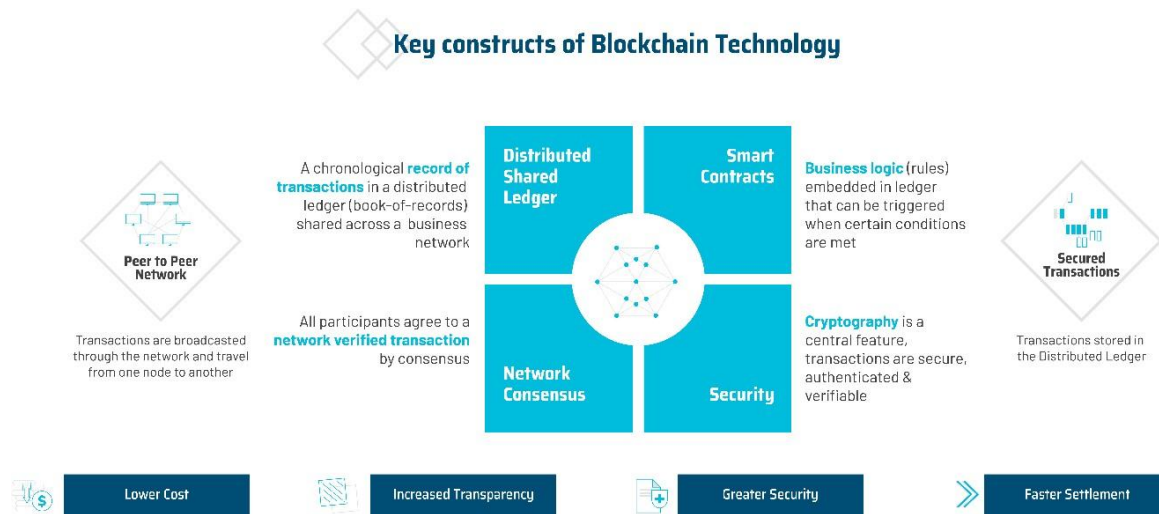 Key constructs of Blockchain Technology
Peer to Peer
Network
Transactions are broadcasted
through the network and travel
from one node to another
A chronological record of
transactions in a distributed
ledger (book-of-records)
shared across a business
network
Distributed
Shared
Ledger
Smart
Contracts
Business logic (rules)
embedded in ledger
that can be triggered
when certain conditions
are met
All participants agree to a
network verified transaction
by consensus
Network
Consensus
Security
Cryptography is a
central feature,
transactions are secure,
authenticated &
verifiable
Secured
Transactions
Transactions stored in
the Distributed Ledger
$
Lower Cost
Increased Transparency
Greater Security
Faster Settlement